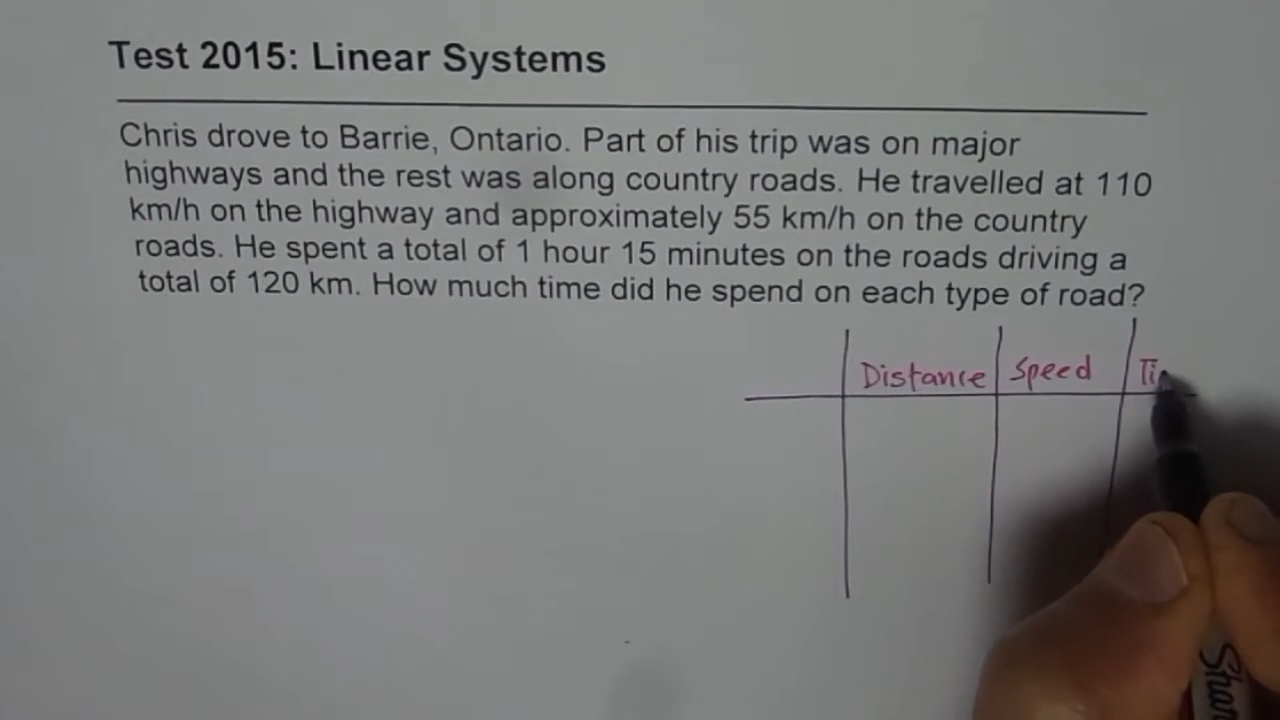 Test 2015: Linear Systems
Chris drove to Barrie, Ontario. Part of his trip was on major
highways and the rest was along country roads. He travelled at 110
km/h on the highway and approximately 55 km/h on the country
roads. He spent a total of 1 hour 15 minutes on the roads driving a
total of 120 km. How much time did he spend on each type of road?
Distance Speed Ti